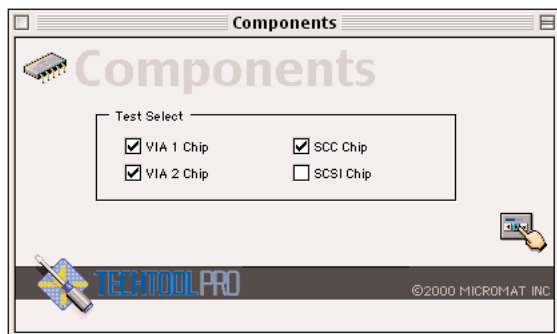 Components
Components
Test Select
VIA 1 Chip
SCC Chip
VIA 2 Chip
SCSI Chip
TECHTOOL PRO
©2000 MICROMAT INC